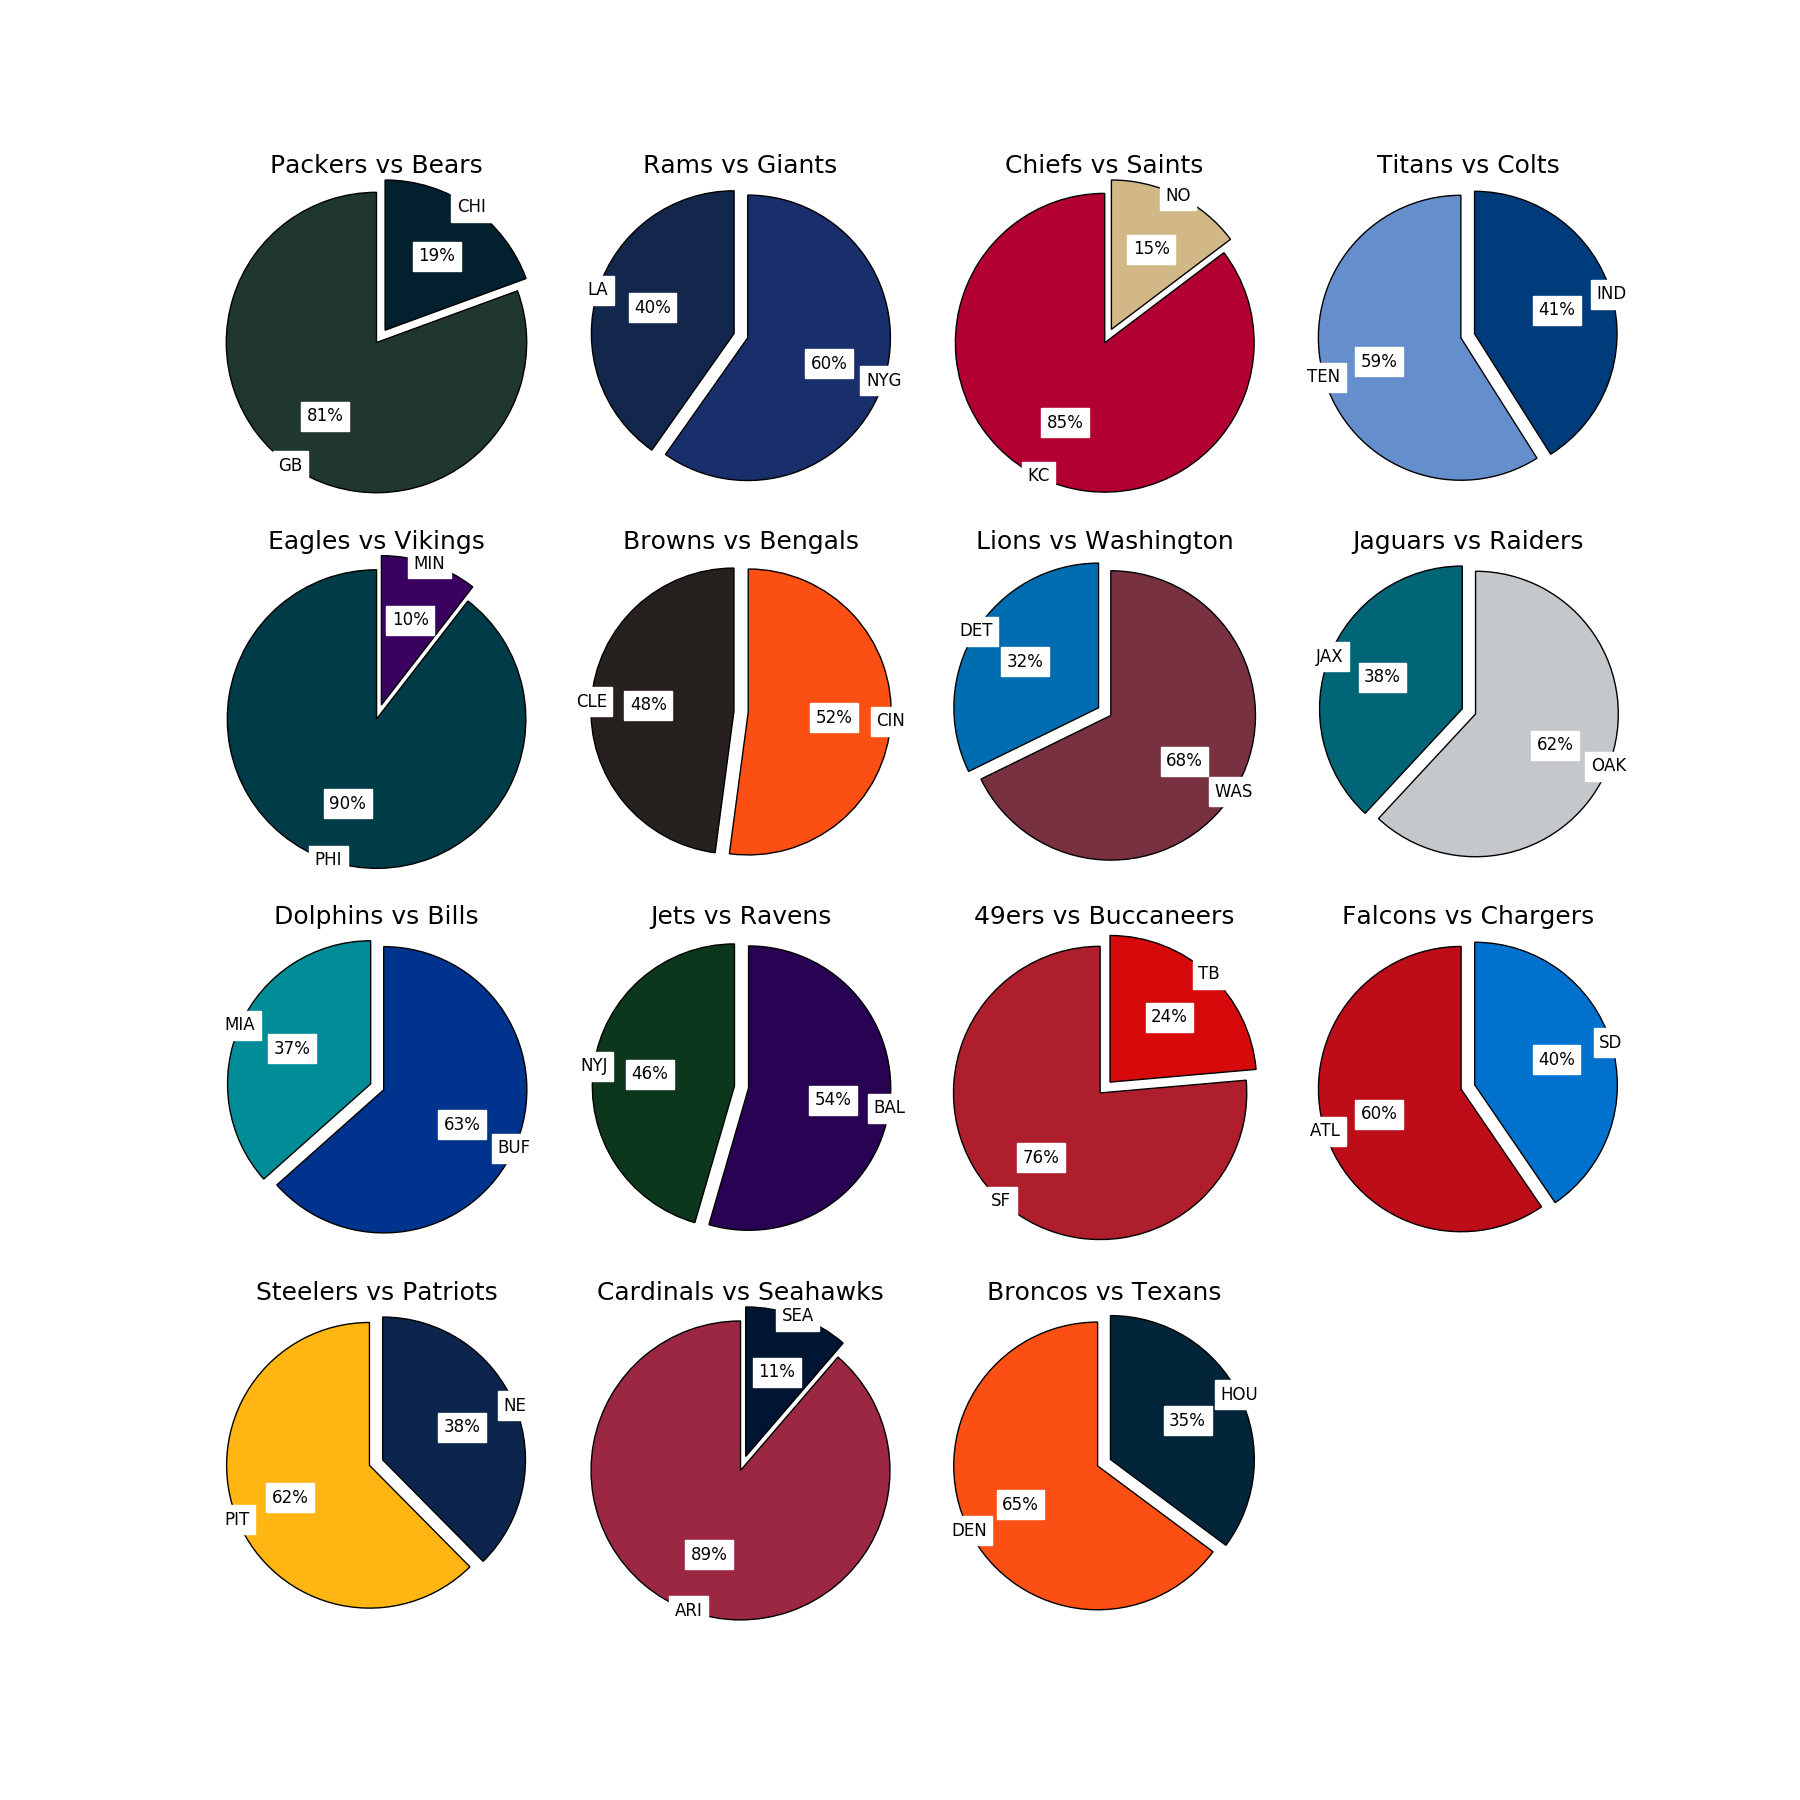 Packers vs Bears
CHI
19%
81%
GB
Rams vs Giants
LA
40%
60%
NYG
Chiefs vs Saints
NO
15%
85%
KC
Titans vs Colts
IND
41%
59%
TEN
Eagles vs Vikings
MIN
10%
90%
PHI
Browns vs Bengals
CLE
48%
52%
CIN
Lions vs Washington
DET
32%
68%
WAS
Jaguars vs Raiders
JAX
38%
62%
OAK
Dolphins vs Bills
MIA
37%
63%
BUF
Jets vs Ravens
NYJ
46%
54%
BAL
49ers vs Buccaneers
TB
24%
76%
SF
Falcons vs Chargers
SD
40%
60%
ATL
Steelers vs Patriots
NE
38%
62%
PIT
Cardinals vs Seahawks
SEA
11%
89%
ARI
Broncos vs Texans
HOU
35%
65%
DEN